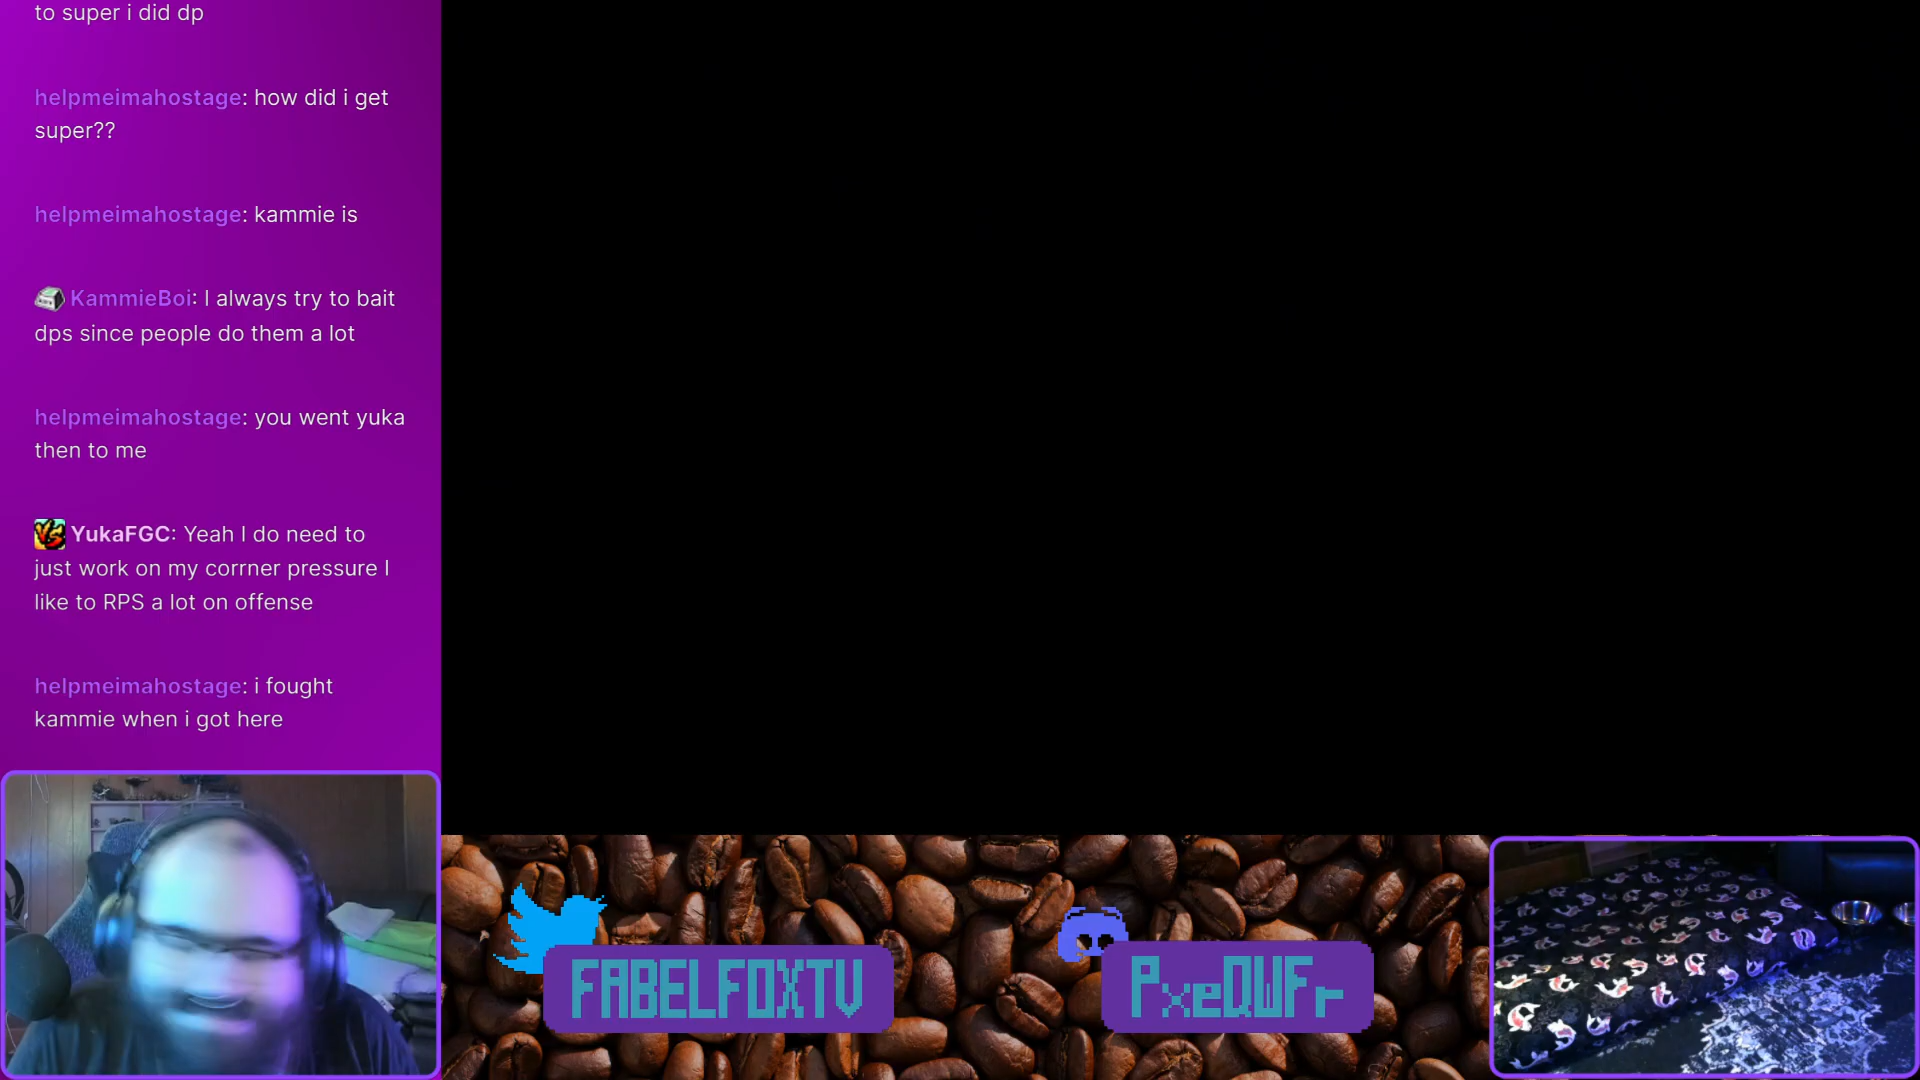 to super i did dp
helpmeimahostage: how did i get
super??
helpmeimahostage: kammie is
KammieBoi: I always try to bait
dps since people do them a lot
helpmeimahostage: you went yuka
then to me
VS YukaFGC: Yeah I do need to
just work on my corrner pressure I
like to RPS a lot on offense
helpmeimahostage: i fought
kammie when i got here
FABELFOXTV
PxeQWFr